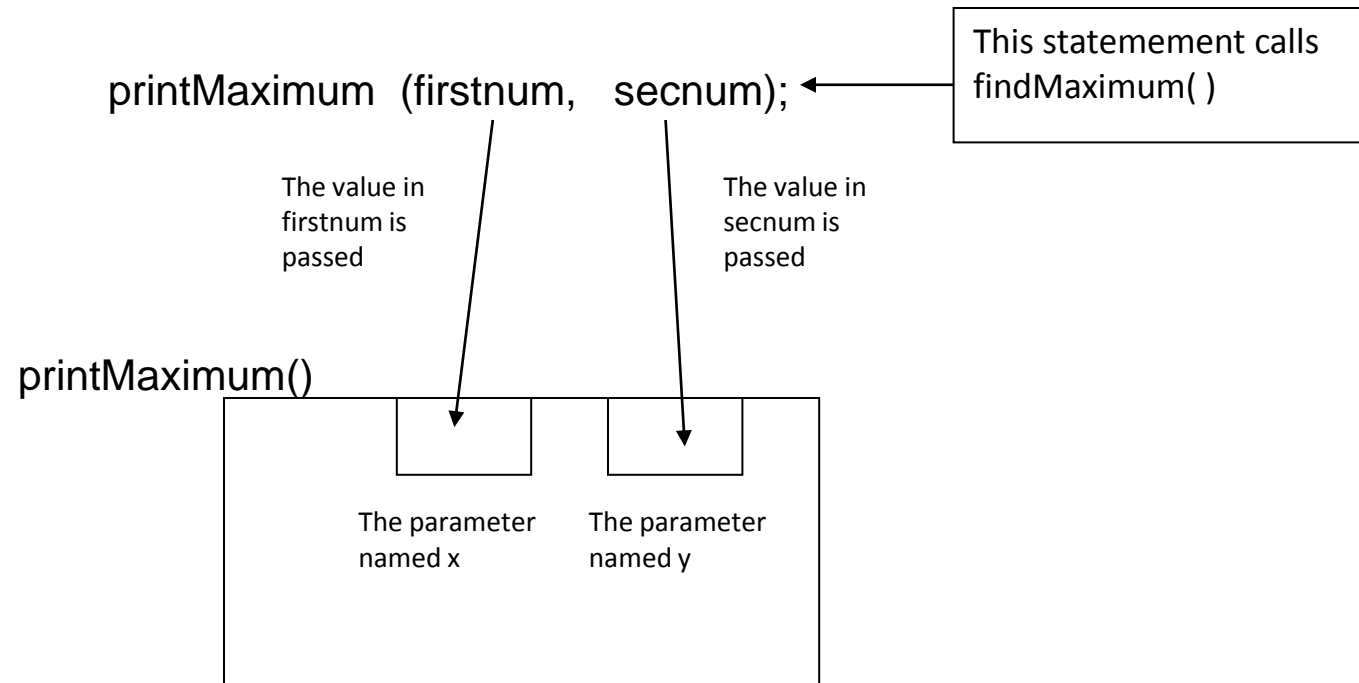 This statemement calls
findMaximum( )
printMaximum (firstnum, secnum);
The value in
firstnum is
passed
The value in
secnum is
passed
printMaximum()
The parameter
named x
The parameter
named y